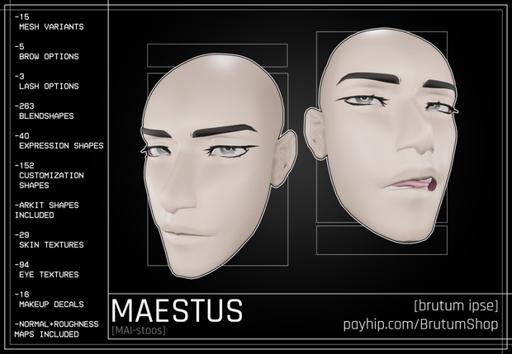 -15
MESH VARIANTS
-5
BROW OPTIONS
-3
LASH OPTIONS
-263
BLENDSHAPES
-40
EXPRESSION SHAPES
-152
CUSTOMIZATION
SHAPES
-ARKIT SHAPES
INCLUDED
-29
SKIN TEXTURES
-94
EYE TEXTURES
-16
MAKEUP DECALS
-NORMAL+ROUGHNESS
MAPS INCLUDED
MAESTUS
[MAI-stoos]
[brutum ipse]
payhip.com/BrutumShop